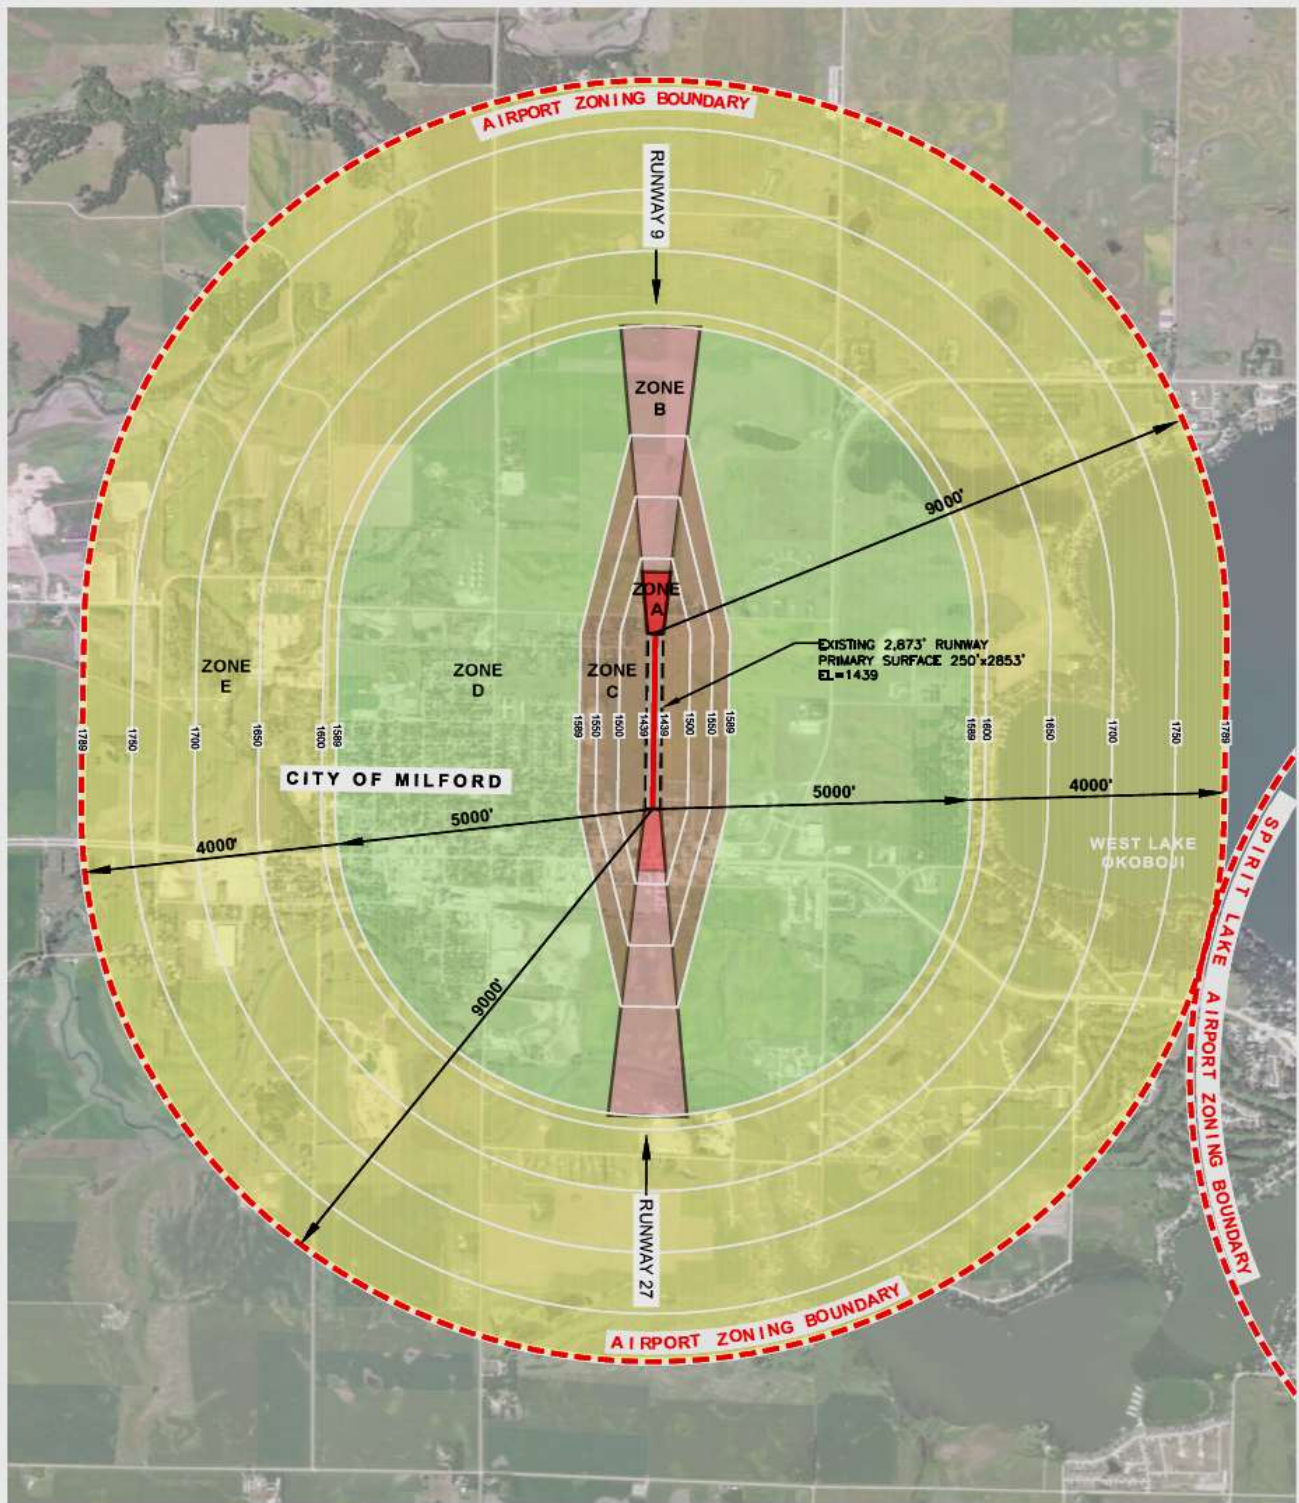 AIRPORT ZONING BOUNDARY
RUNWAY 9
ZONE
B
9000'
ZONE
A
EXISTING 2,873' RUNWAY
PRIMARY SURFACE 250'x2853'
EL=1439
ZONE
E
ZONE
D
ZONE
C
1789
1750
1700
1650
1600
1589
1589
1550
1500
1439
1439
1500
1550
1589
1589
1600
1650
1700
1750
1789
CITY OF MILFORD
5000'
4000'
5000'
4000'
WEST LAKE
OKOBOJI
SPIRIT LAKE AIRPORT ZONING BOUNDARY
9000'
RUNWAY 27
AIRPORT ZONING BOUNDARY